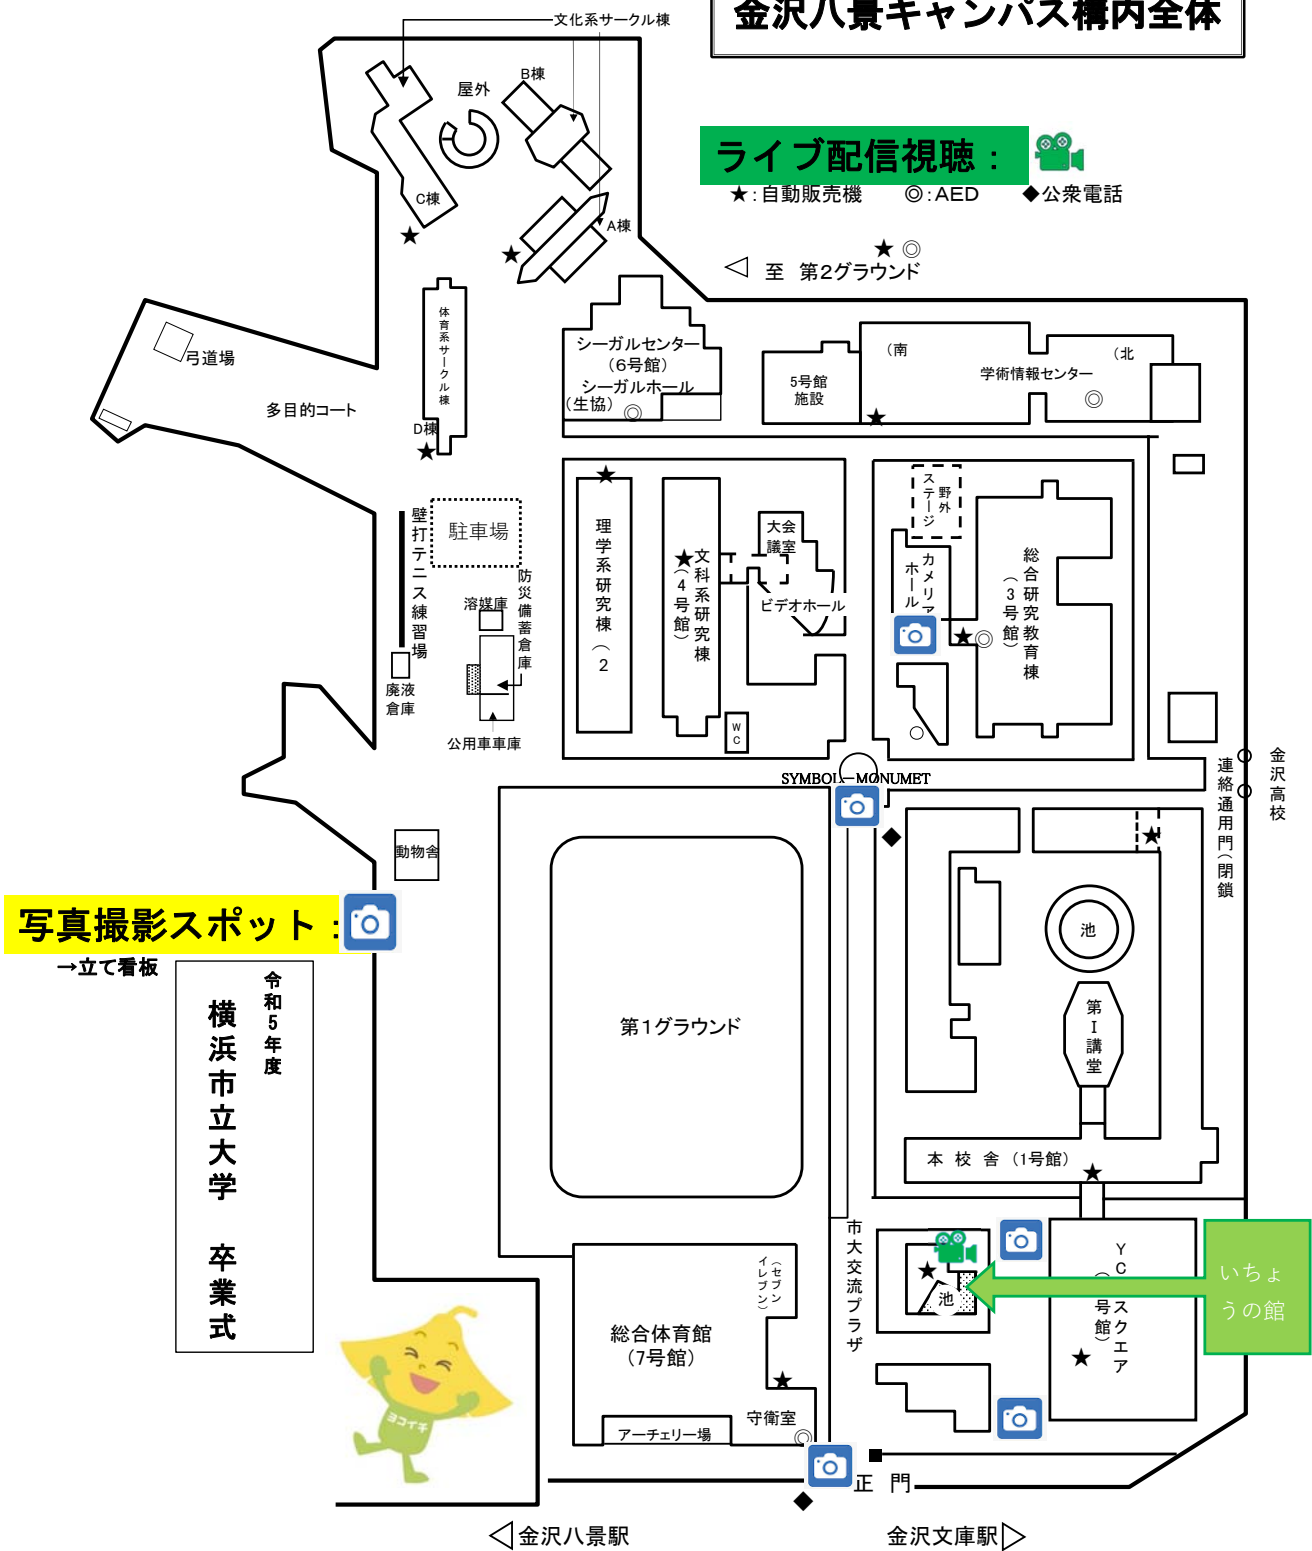 金沢八景キャンパス構内全体
文化系サークル棟
B棟
屋外
C棟
A棟
ライブ配信視聴：
★:自動販売機 ◎:AED ◆公衆電話
★ ◎
◁ 至 第2グラウンド
体育系サークル棟
D棟
弓道場
多目的コート
シーガルセンター
(6号館)
シーガルホール
(生協)
5号館
施設
(南
(北
学術情報センター
壁打テニス練習場
駐車場
溶媒庫
防災備蓄倉庫
廃液
倉庫
公用車車庫
理学系研究棟(2
文科系研究棟
(4号館)
大会
議室
ビデオホール
WC
野外
ステージ
カメリア
ホール
総合研究教育棟
(3号館)
SYMBOL-MONUMET
連絡通用門(閉鎖
金沢高校
動物舎
写真撮影スポット：
→立て看板
令和5年度
横浜市立大学 卒業式
第1グラウンド
池
第I講堂
本校舎(1号館)
市大交流プラザ
(セブン
イレブン)
総合体育館
(7号館)
守衛室
アーチェリー場
池
YC
スクエア
(
号館)
いちょ
うの館
ヨコイチ
正門
◁金沢八景駅
金沢文庫駅▷